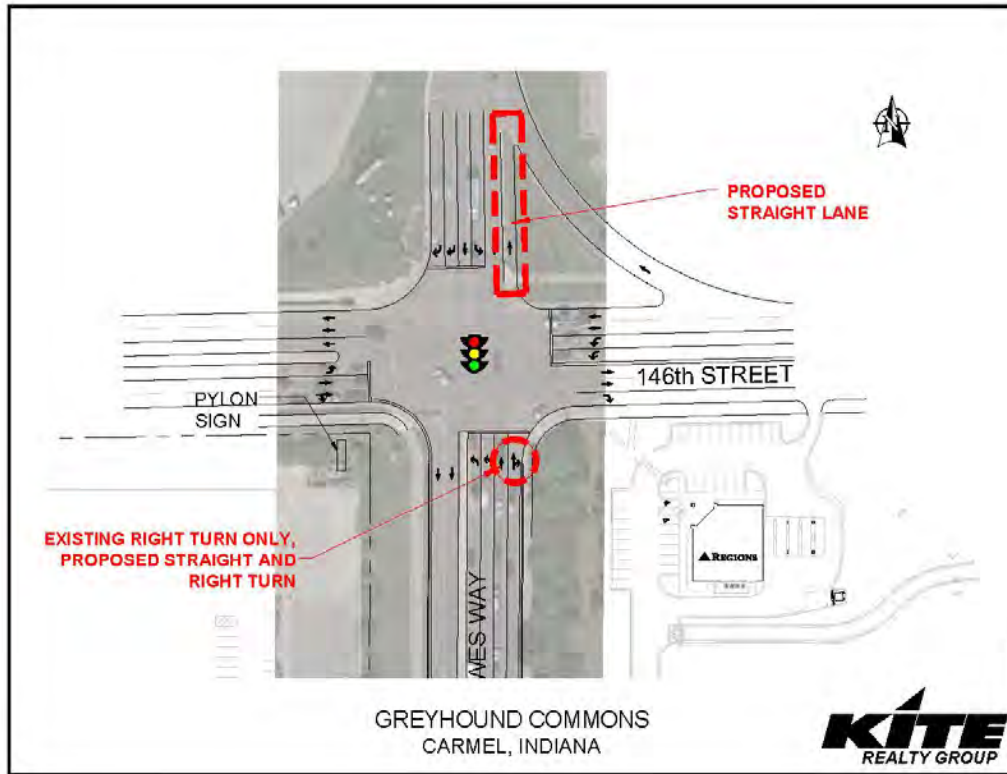 PROPOSED
STRAIGHT LANE
146th STREET
PYLON
SIGN
EXISTING RIGHT TURN ONLY,
PROPOSED STRAIGHT AND
RIGHT TURN
REGIONS
WAY
GREYHOUND COMMONS
CARMEL, INDIANA
KITE
REALTY GROUP